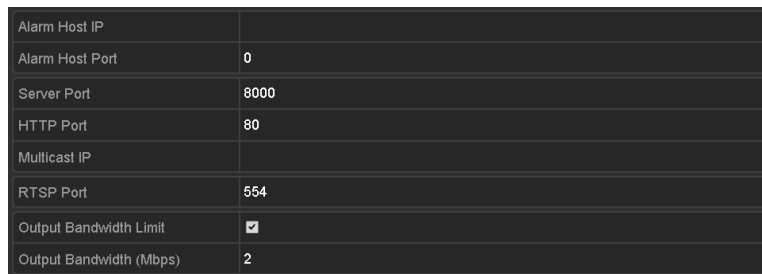 Alarm Host IP
Alarm Host Port 0
Server Port 8000
HTTP Port 80
Multicast IP
RTSP Port 554
Output Bandwidth Limit
Output Bandwidth (Mbps) 2